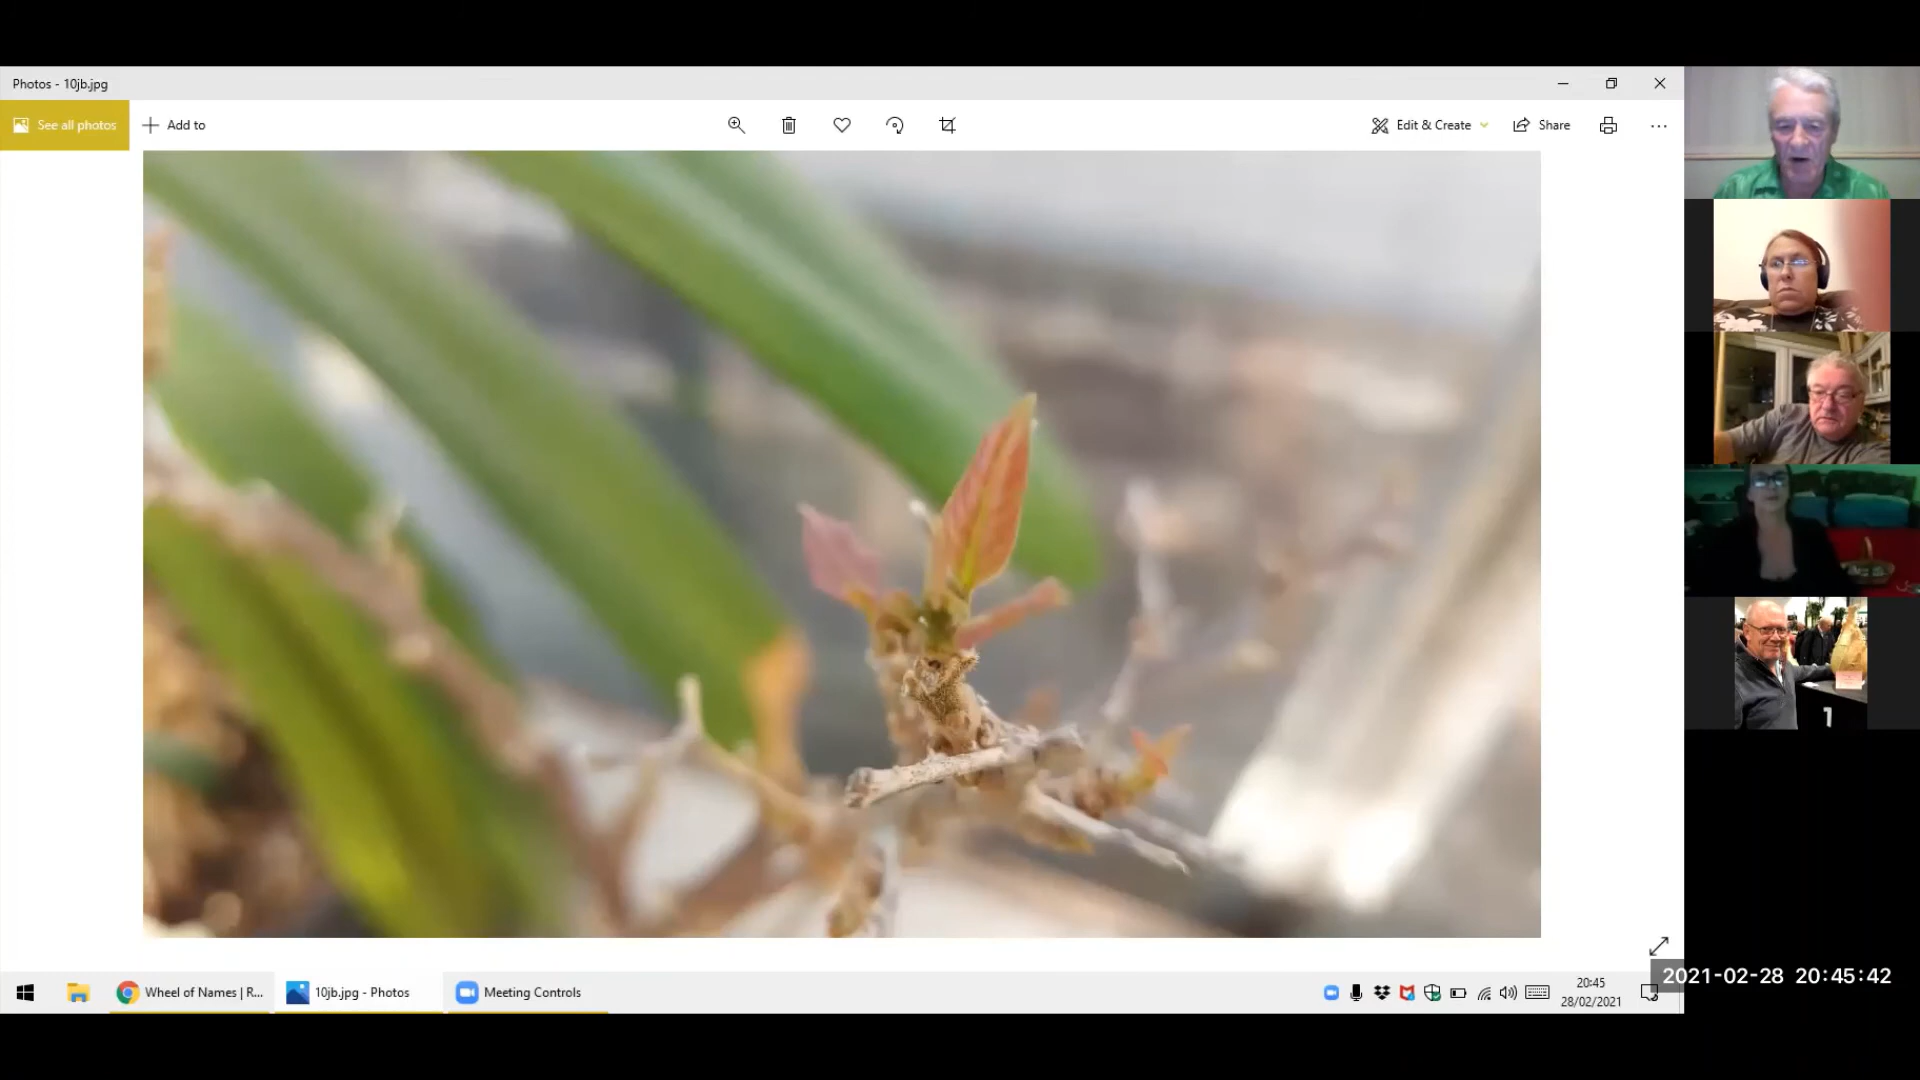 Photos - 10jb.jpg
See all photos
Add to
Edit & Create
Share
1
Wheel of Names | R...
10jb.jpg - Photos
Meeting Controls
20:45
28/02/2021
2021-02-28 20:45:42